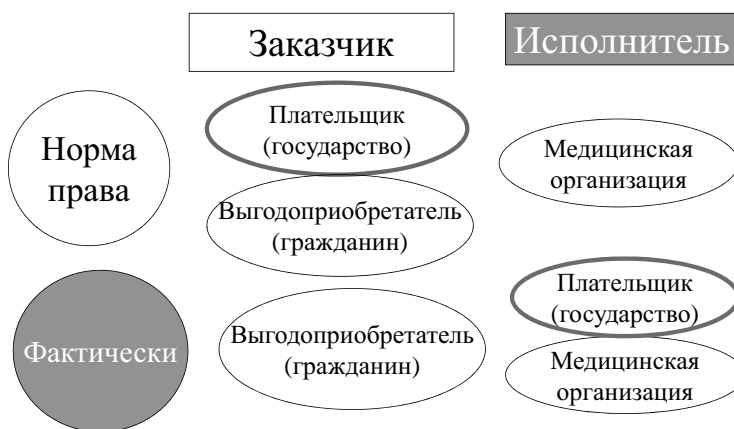 Заказчик
Исполнитель
Норма
права
Плательщик
(государство)
Выгодоприобретатель
(гражданин)
Медицинская
организация
Фактически
Выгодоприобретатель
(гражданин)
Плательщик
(государство)
Медицинская
организация